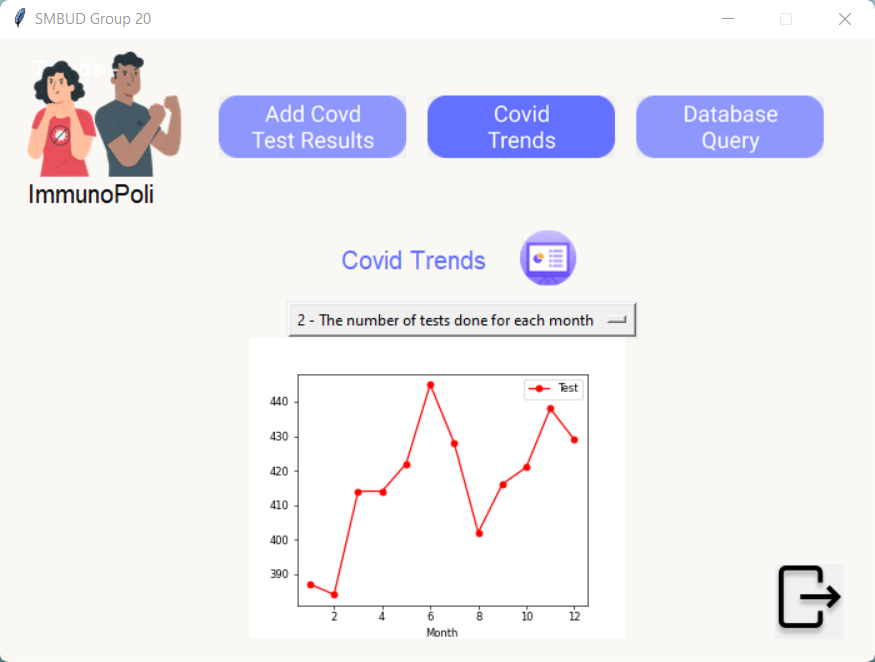 SMBUD Group 20
Trends
Add Covd
Test Results
Covid
Trends
Database
Query
ImmunoPoli
Covid Trends
2 - The number of tests done for each month
Test
440
430
420
410
400
390
2 4 6 8 10 12
Month